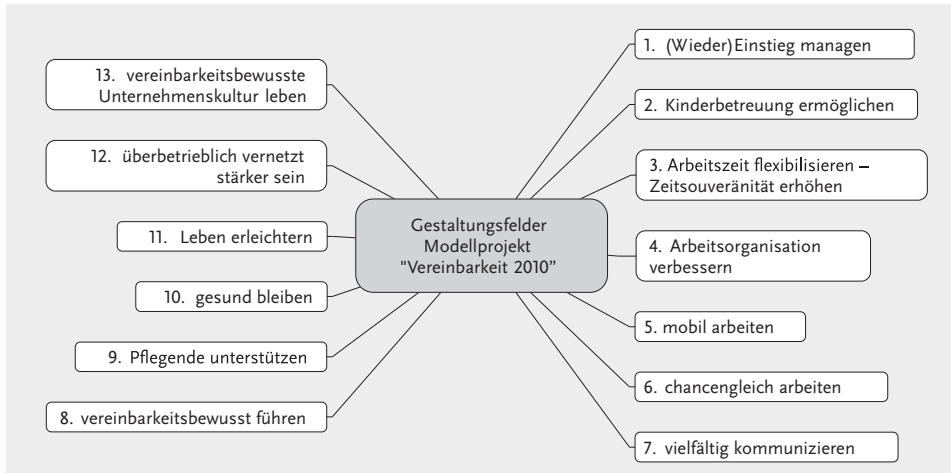 Gestaltungsfelder
Modellprojekt
"Vereinbarkeit 2010”
1. (Wieder)Einstieg managen
2. Kinderbetreuung ermöglichen
3. Arbeitszeit flexibilisieren –
Zeitsouveränität erhöhen
4. Arbeitsorganisation
verbessern
5. mobil arbeiten
6. chancengleich arbeiten
7. vielfältig kommunizieren
8. vereinbarkeitsbewusst führen
9. Pflegende unterstützen
10. gesund bleiben
11. Leben erleichtern
12. überbetrieblich vernetzt
stärker sein
13. vereinbarkeitsbewusste
Unternehmenskultur leben